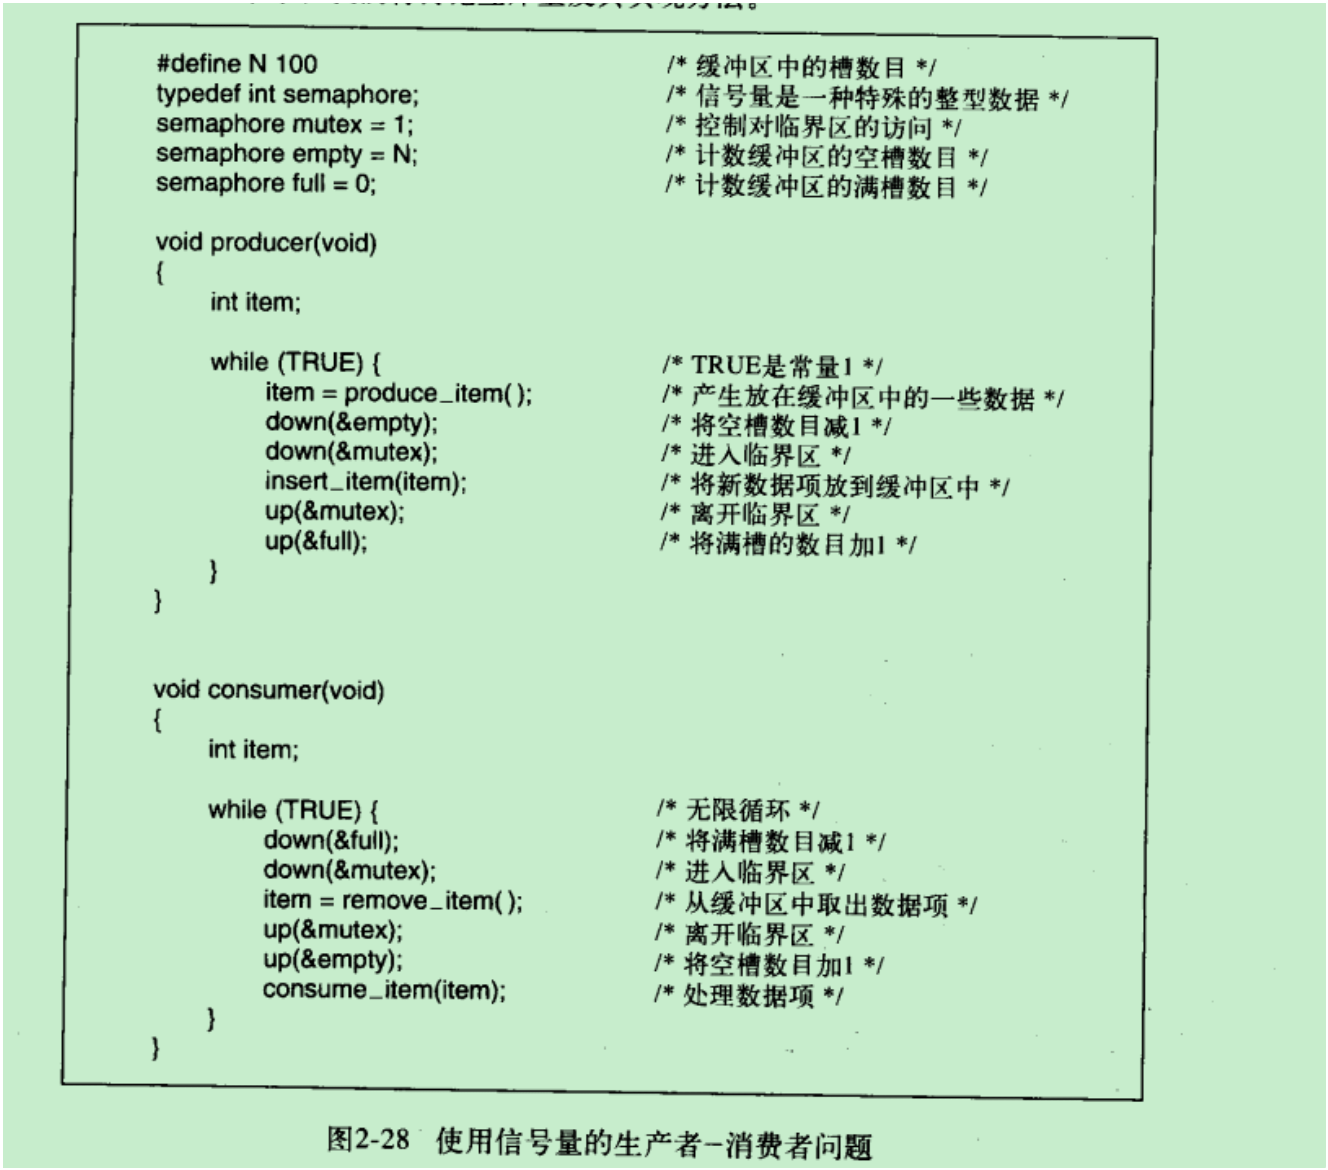 #define N 100 /* 缓冲区中的槽数目 */
typedef int semaphore; /* 信号量是一种特殊的整型数据 */
semaphore mutex = 1; /* 控制对临界区的访问 */
semaphore empty = N; /* 计数缓冲区的空槽数目 */
semaphore full = 0; /* 计数缓冲区的满槽数目 */
void producer(void)
{
int item;
while (TRUE) { /* TRUE是常量1 */
item = produce_item( ); /* 产生放在缓冲区中的一些数据 */
down(&empty); /* 将空槽数目减1 */
down(&mutex); /* 进入临界区 */
insert_item(item); /* 将新数据项放到缓冲区中 */
up(&mutex); /* 离开临界区 */
up(&full); /* 将满槽的数目加1 */
}
}
void consumer(void)
{
int item;
while (TRUE) { /* 无限循环 */
down(&full); /* 将满槽数目减1 */
down(&mutex); /* 进入临界区 */
item = remove_item( ); /* 从缓冲区中取出数据项 */
up(&mutex); /* 离开临界区 */
up(&empty); /* 将空槽数目加1 */
consume_item(item); /* 处理数据项 */
}
}
图2-28 使用信号量的生产者-消费者问题